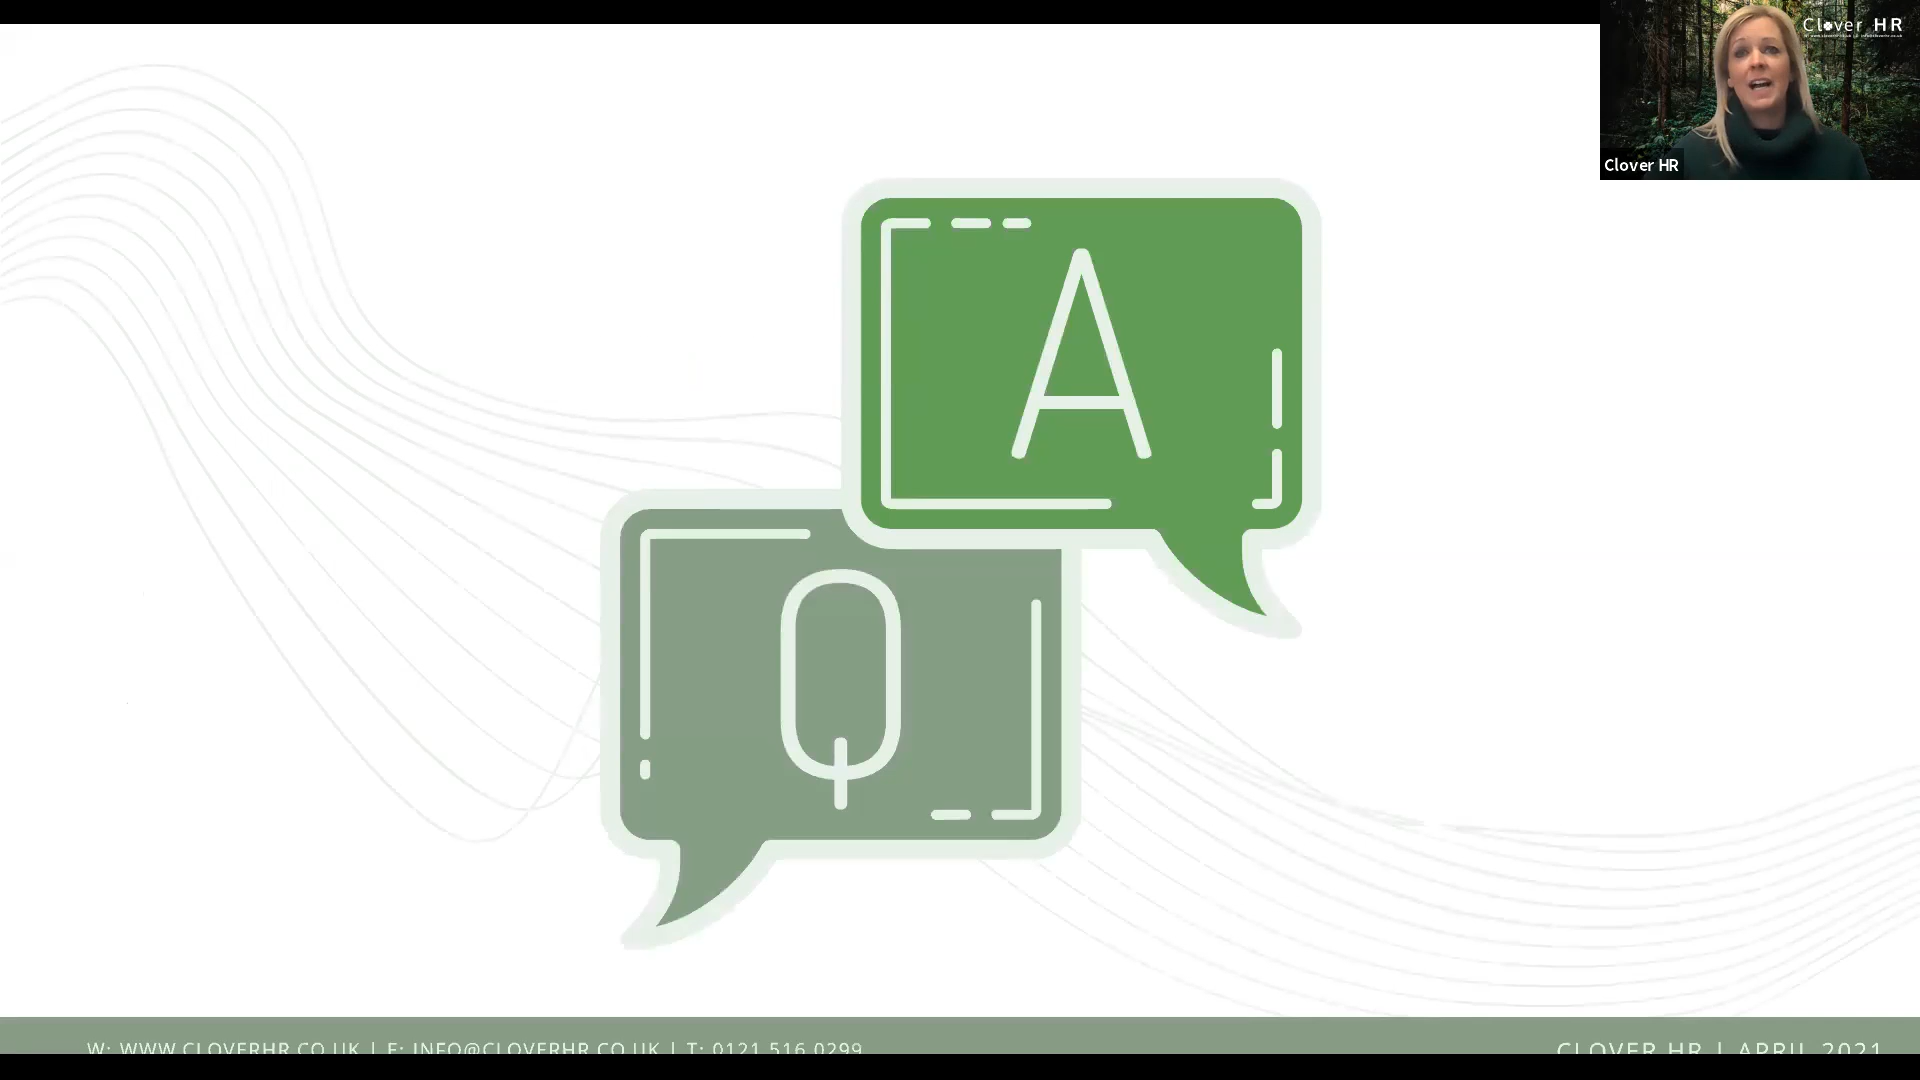 Clover HR
Clover HR
A
Q
W: WWW.CLOVERHR.CO.UK | E: INFO@CLOVERHR.CO.UK | T: 0121 516 0299
CLOVER HR | APRIL 2021